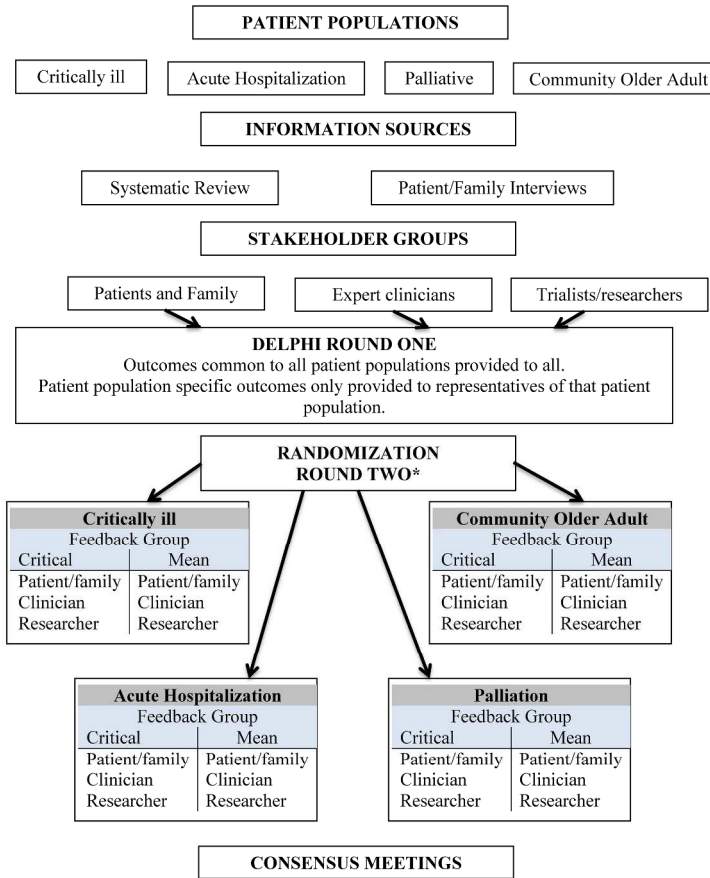 PATIENT POPULATIONS
Critically ill
Acute Hospitalization
Palliative
Community Older Adult
INFORMATION SOURCES
Systematic Review
Patient/Family Interviews
STAKEHOLDER GROUPS
Patients and Family
Expert clinicians
Trialists/researchers
DELPHI ROUND ONE
Outcomes common to all patient populations provided to all.
Patient population specific outcomes only provided to representatives of that patient
population.
RANDOMIZATION
ROUND TWO*
Critically ill
Feedback Group
Critical Mean
Patient/family Patient/family
Clinician Clinician
Researcher Researcher
Community Older Adult
Feedback Group
Critical Mean
Patient/family Patient/family
Clinician Clinician
Researcher Researcher
Acute Hospitalization
Feedback Group
Critical Mean
Patient/family Patient/family
Clinician Clinician
Researcher Researcher
Palliation
Feedback Group
Critical Mean
Patient/family Patient/family
Clinician Clinician
Researcher Researcher
CONSENSUS MEETINGS